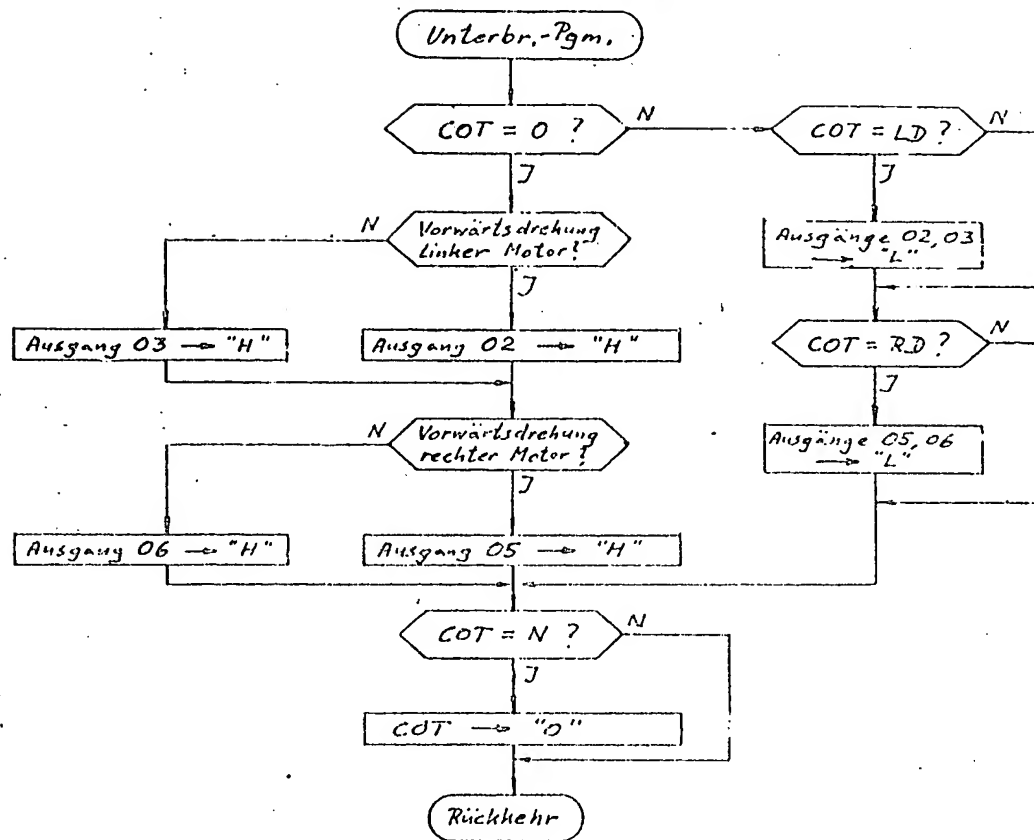 Unterbr.-Pgm.
COT = 0 ?
N
J
COT = LD ?
N
J
Vorwärtsdrehung
linker Motor?
N
J
Ausgänge 02, 03
→ "L"
Ausgang 03 → "H"
Ausgang 02 → "H"
COT = RD ?
N
J
Vorwärtsdrehung
rechter Motor?
N
J
Ausgänge 05, 06
→ "L"
Ausgang 06 → "H"
Ausgang 05 → "H"
COT = N ?
N
J
COT → "0"
Rückkehr